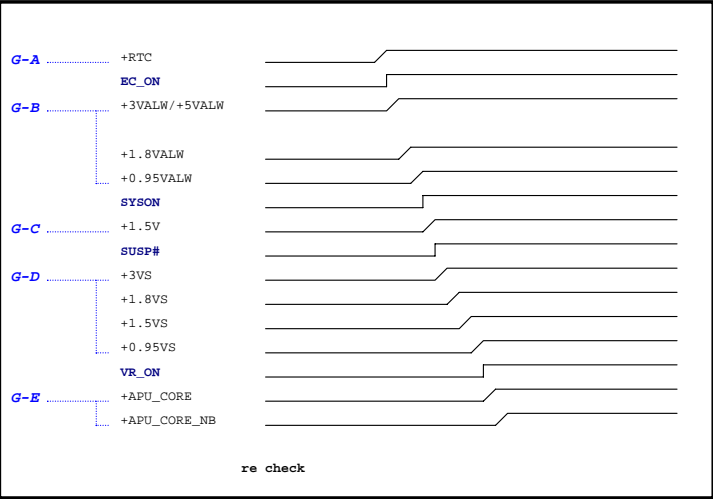 G-A +RTC
EC_ON
G-B +3VALW/+5VALW
+1.8VALW
+0.95VALW
SYSON
G-C +1.5V
SUSP#
G-D +3VS
+1.8VS
+1.5VS
+0.95VS
VR_ON
G-E +APU_CORE
+APU_CORE_NB
re check